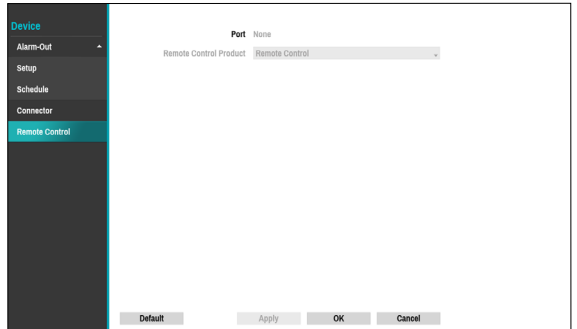 Device
Alarm-Out
Setup
Schedule
Connector
Remote Control
Port None
Remote Control Product Remote Control
Default Apply OK Cancel